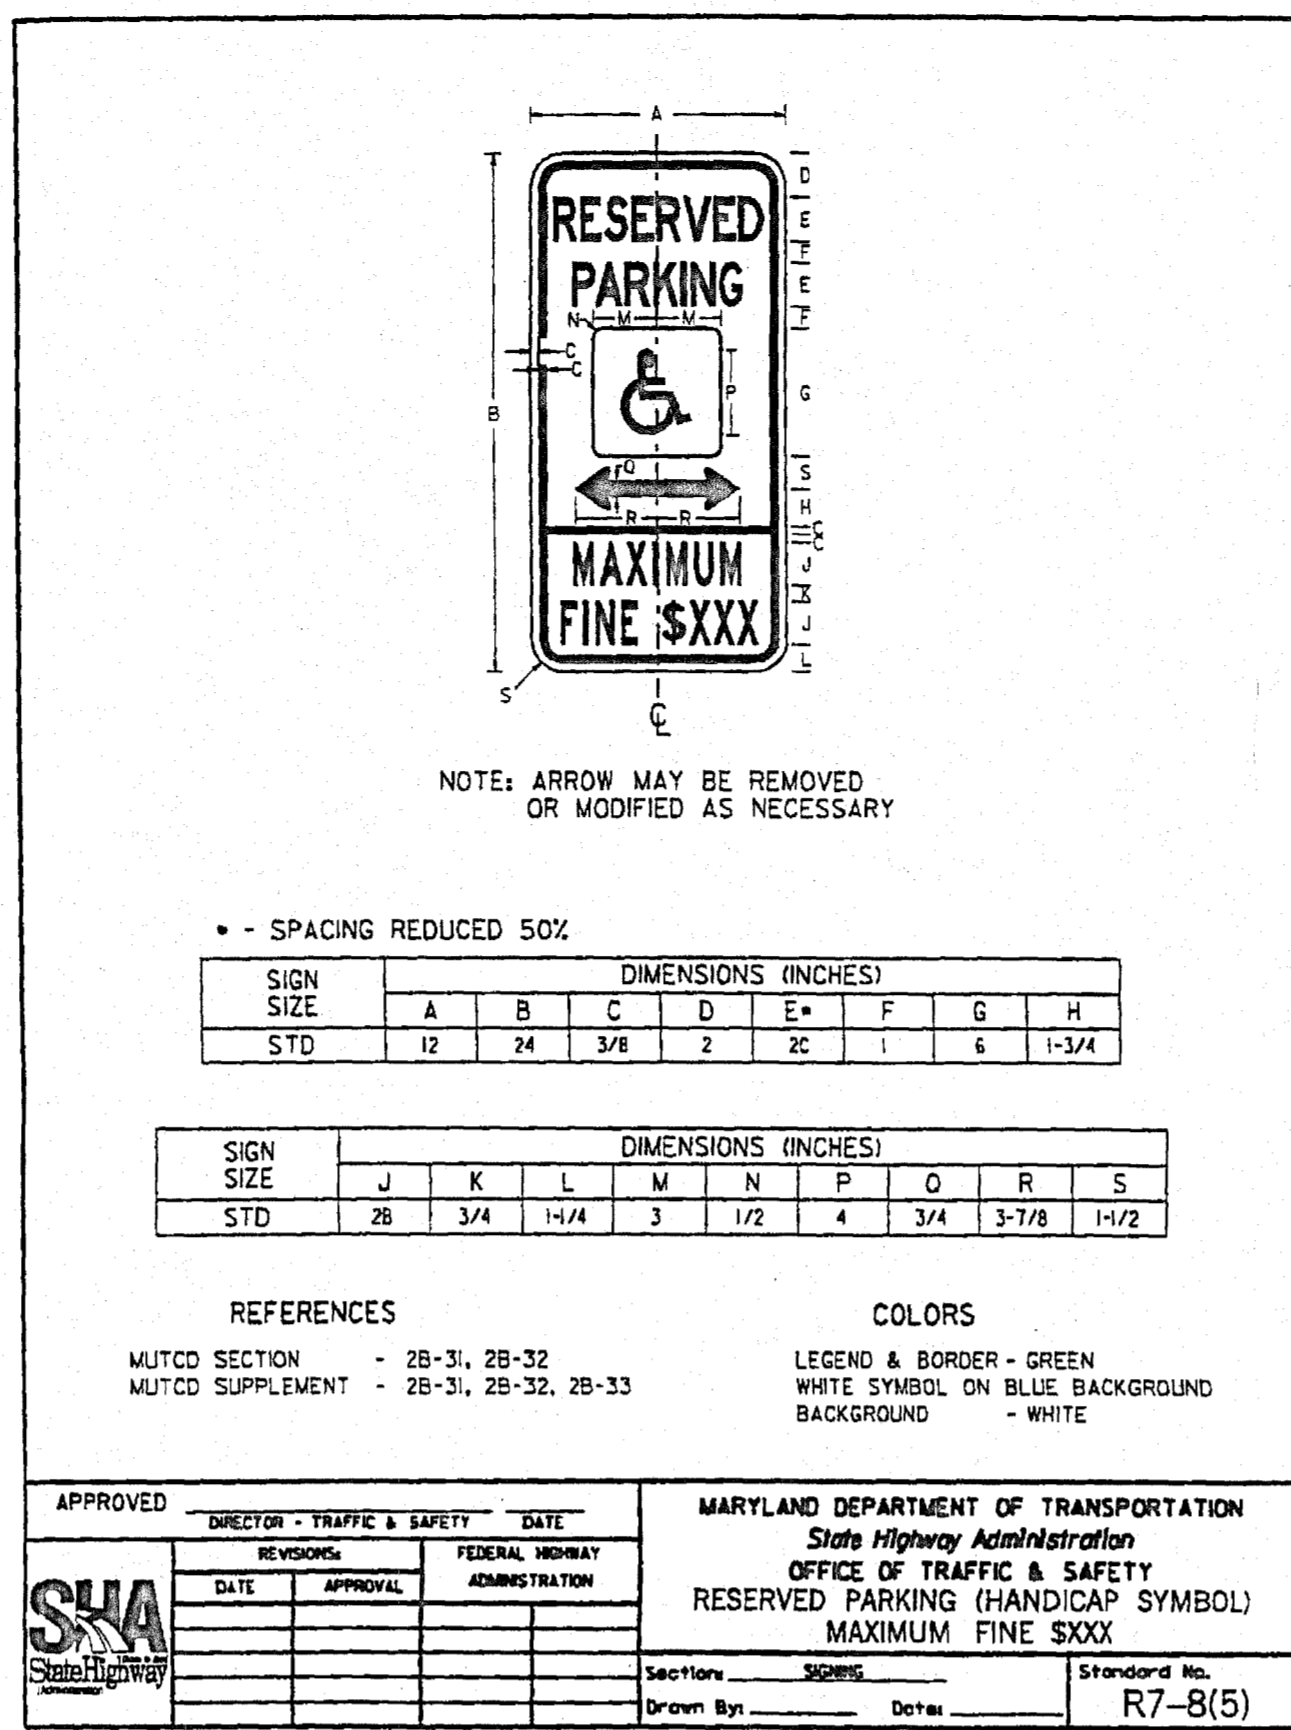 A
D
RESERVED
E
F
PARKING
E
N M M F
C
C
P
B G
Q S
H
R R
C
C
MAXIMUM
J
K
FINE $XXX
J
L
S
CL
NOTE: ARROW MAY BE REMOVED
OR MODIFIED AS NECESSARY
• - SPACING REDUCED 50%
SIGN SIZE DIMENSIONS (INCHES)
A B C D E• F G H
STD 12 24 3/8 2 2C 1 6 1-3/4
SIGN SIZE DIMENSIONS (INCHES)
J K L M N P Q R S
STD 2B 3/4 1-1/4 3 1/2 4 3/4 3-7/8 1-1/2
REFERENCES
MUTCD SECTION - 2B-31, 2B-32
MUTCD SUPPLEMENT - 2B-31, 2B-32, 2B-33
COLORS
LEGEND & BORDER - GREEN
WHITE SYMBOL ON BLUE BACKGROUND
BACKGROUND - WHITE
APPROVED
DIRECTOR - TRAFFIC & SAFETY DATE
REVISIONS:
DATE APPROVAL
FEDERAL HIGHWAY
ADMINISTRATION
SHA
StateHighway
Administration
MARYLAND DEPARTMENT OF TRANSPORTATION
State Highway Administration
OFFICE OF TRAFFIC & SAFETY
RESERVED PARKING (HANDICAP SYMBOL)
MAXIMUM FINE $XXX
Section: SIGNING
Drawn By: Date:
Standard No.
R7-8(5)